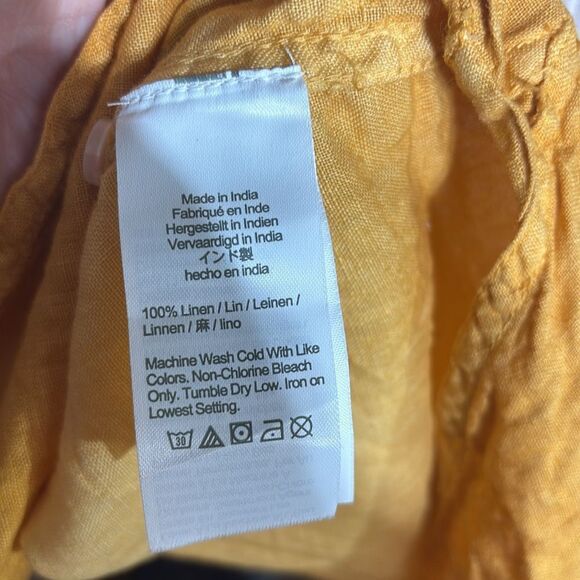 Made in India
Fabriqué en Inde
Hergestellt in Indien
Vervaardigd in India
インド製
hecho en india
100% Linen / Lin / Leinen /
Linnen / 麻 / lino
Machine Wash Cold With Like
Colors. Non-Chlorine Bleach
Only. Tumble Dry Low. Iron on
Lowest Setting.
30